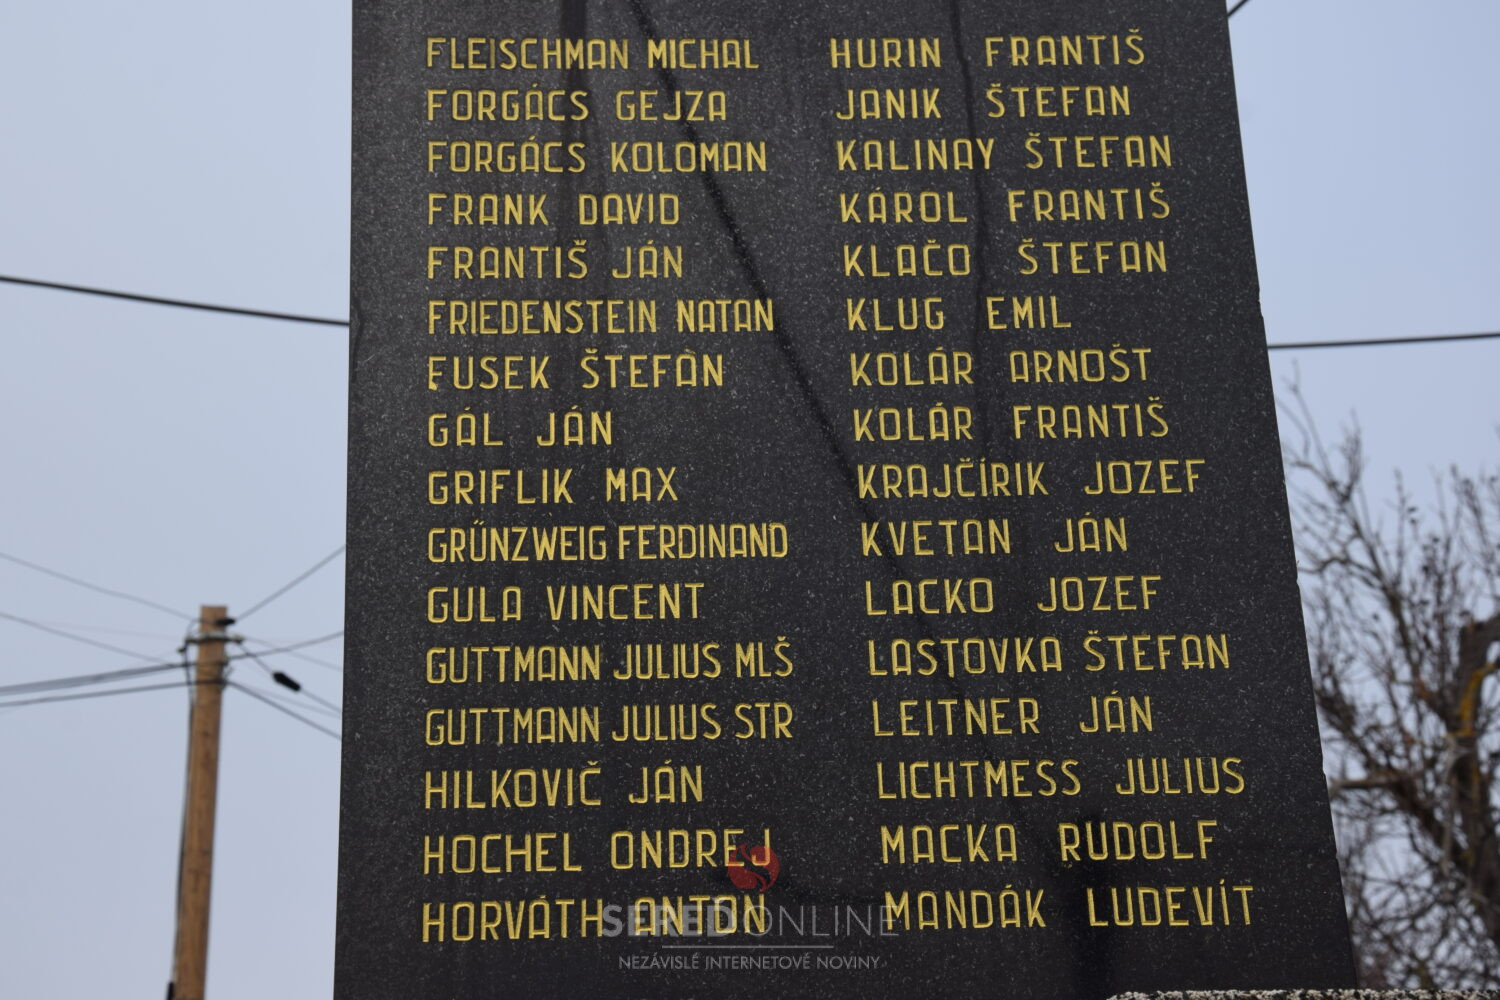 FLEISCHMAN MICHAL
FORGÁCS GEJZA
FORGÁCS KOLOMAN
FRANK DAVID
FRANTIŠ JÁN
FRIEDENSTEIN NATAN
FUSEK ŠTEFÁN
GÁL JÁN
GRIFLIK MAX
GRŰNZWEIG FERDINAND
GULA VINCENT
GUTTMANN JULIUS MLŠ
GUTTMANN JULIUS STR
HILKOVIČ JÁN
HOCHEL ONDREJ
HORVÁTH ANTON
HURIN FRANTIŠ
JANIK ŠTEFAN
KALINAY ŠTEFAN
KÁROL FRANTIŠ
KLAČO ŠTEFAN
KLUG EMIL
KOLÁR ARNOŠT
KOLÁR FRANTIŠ
KRAJČÍRIK JOZEF
KVETAN JÁN
LACKO JOZEF
LASTOVKA ŠTEFAN
LEITNER JÁN
LICHTMESS JULIUS
MACKA RUDOLF
MANDÁK LUDEVÍT
SEREDONLINE
NEZÁVISLÉ INTERNETOVÉ NOVINY